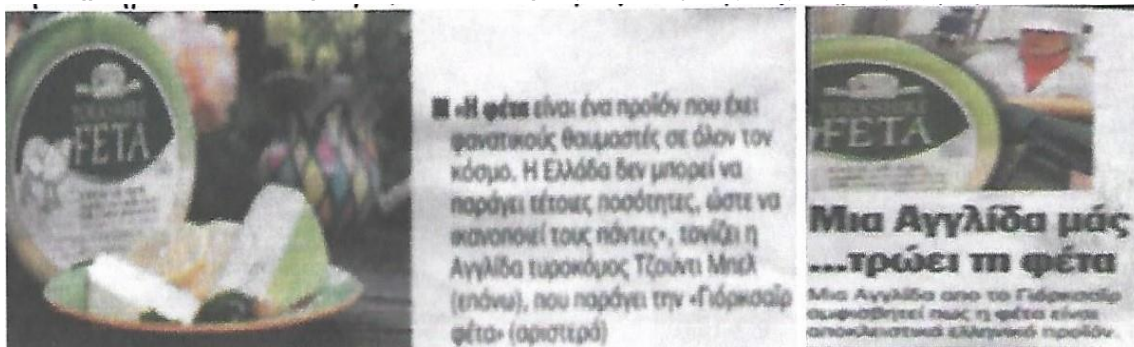 FETA
■ «Η φέτα είναι ένα προϊόν που έχει
φανατικούς θαυμαστές σε όλον τον
κόσμο. Η Ελλάδα δεν μπορεί να
παράγει τέτοιες ποσότητες, ώστε να
ικανοποιεί τους πάντες», τονίζει η
Αγγλίδα τυροκόμος Τζούντι Μπελ
(επάνω), που παράγει την «Γιόρκσαϊρ
φέτα» (αριστερά)
YORKSHIRE
FETA
Μια Αγγλίδα μάς
...τρώει τη φέτα
Μια Αγγλίδα απο το Γιόρκσαϊρ
αμφισβητεί πως η φέτα είναι
αποκλειστικά ελληνικό προϊόν.